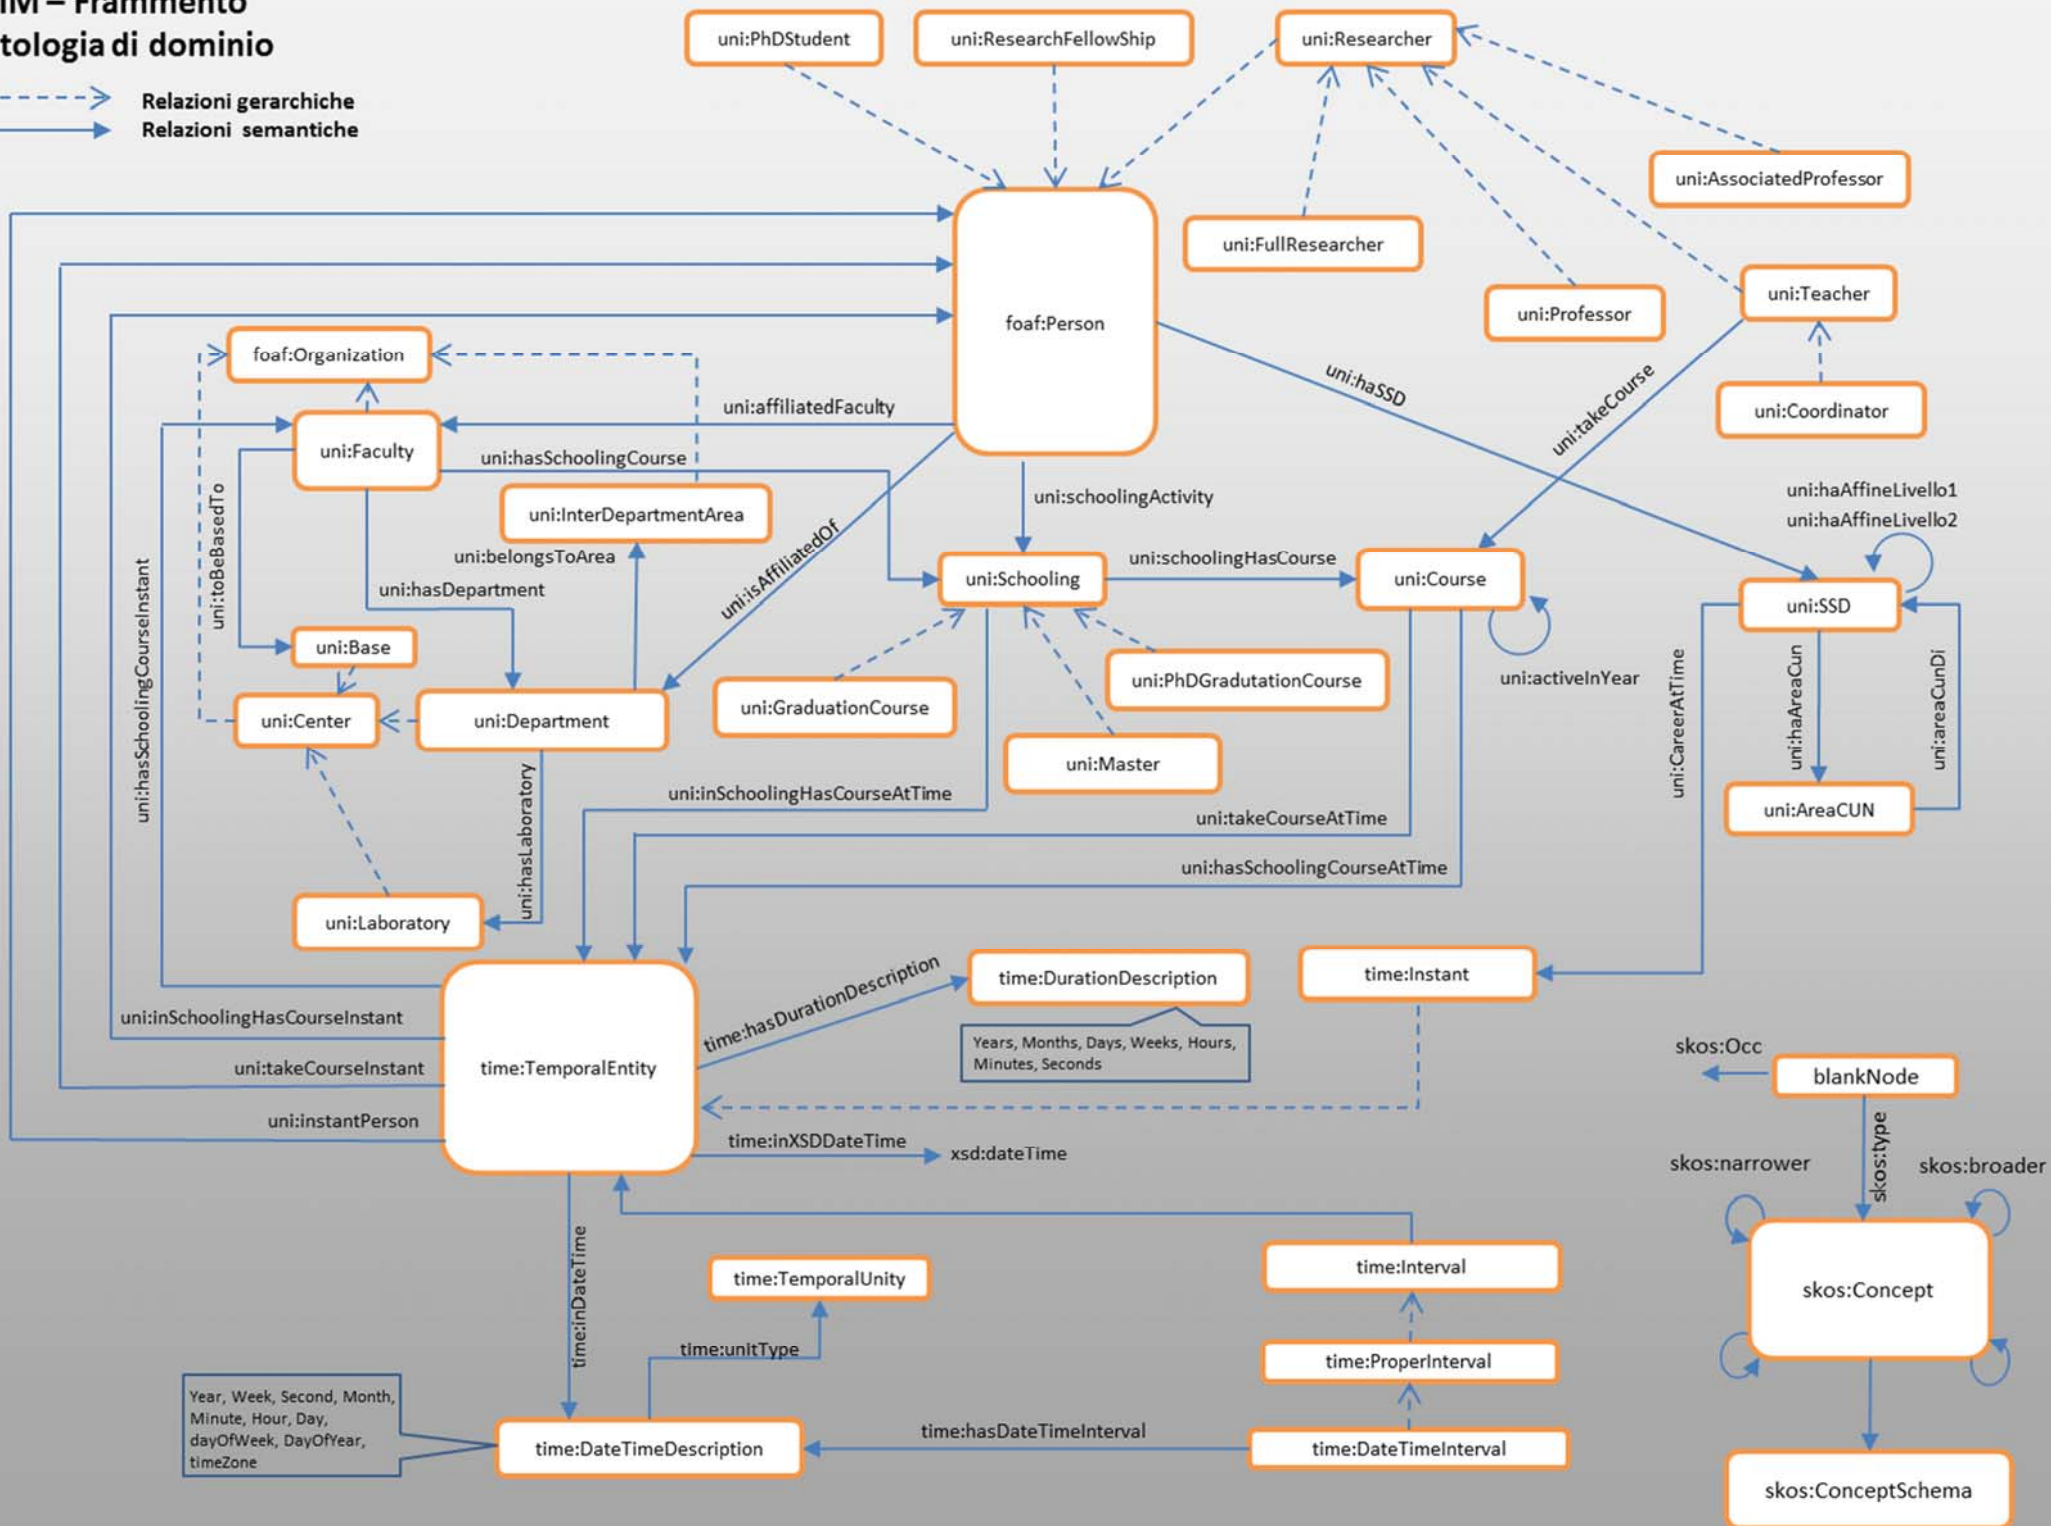 Frammento
di dominio
Relazioni gerarchiche
Relazioni semantiche
uni:PhDStudent
uni:ResearchFellowShip
uni:Researcher
uni:AssociatedProfessor
uni:FullResearcher
uni:Professor
uni:Teacher
uni:Coordinator
foaf:Person
foaf:Organization
uni:affiliatedFaculty
uni:haSSD
uni:takeCourse
uni:Faculty
uni:hasSchoolingCourse
uni:toBeBasedTo
uni:InterDepartmentArea
uni:schoolingActivity
uni:haAffineLivello1
uni:haAffineLivello2
uni:belongsToArea
uni:isAffiliatedOf
uni:hasDepartment
uni:hasSchoolingCourseInstant
uni:Schooling
uni:schoolingHasCourse
uni:Course
uni:SSD
uni:Base
uni:activeInYear
uni:CareerAtTime
uni:haAreaCun
uni:areaCunDi
uni:Center
uni:Department
uni:GraduationCourse
uni:PhDGradutationCourse
uni:Master
uni:inSchoolingHasCourseAtTime
uni:takeCourseAtTime
uni:AreaCUN
uni:hasLaboratory
uni:hasSchoolingCourseAtTime
uni:Laboratory
time:hasDurationDescription
time:DurationDescription
time:Instant
uni:inSchoolingHasCourseInstant
Years, Months, Days, Weeks, Hours,
Minutes, Seconds
uni:takeCourseInstant
time:TemporalEntity
skos:Occ
blankNode
uni:instantPerson
time:inXSDDateTime
xsd:dateTime
skos:type
skos:narrower
skos:broader
time:inDateTime
time:TemporalUnity
time:Interval
skos:Concept
time:unitType
time:ProperInterval
Year, Week, Second, Month,
Minute, Hour, Day,
dayOfWeek, DayOfYear,
timeZone
time:DateTimeDescription
time:hasDateTimeInterval
time:DateTimeInterval
skos:ConceptSchema